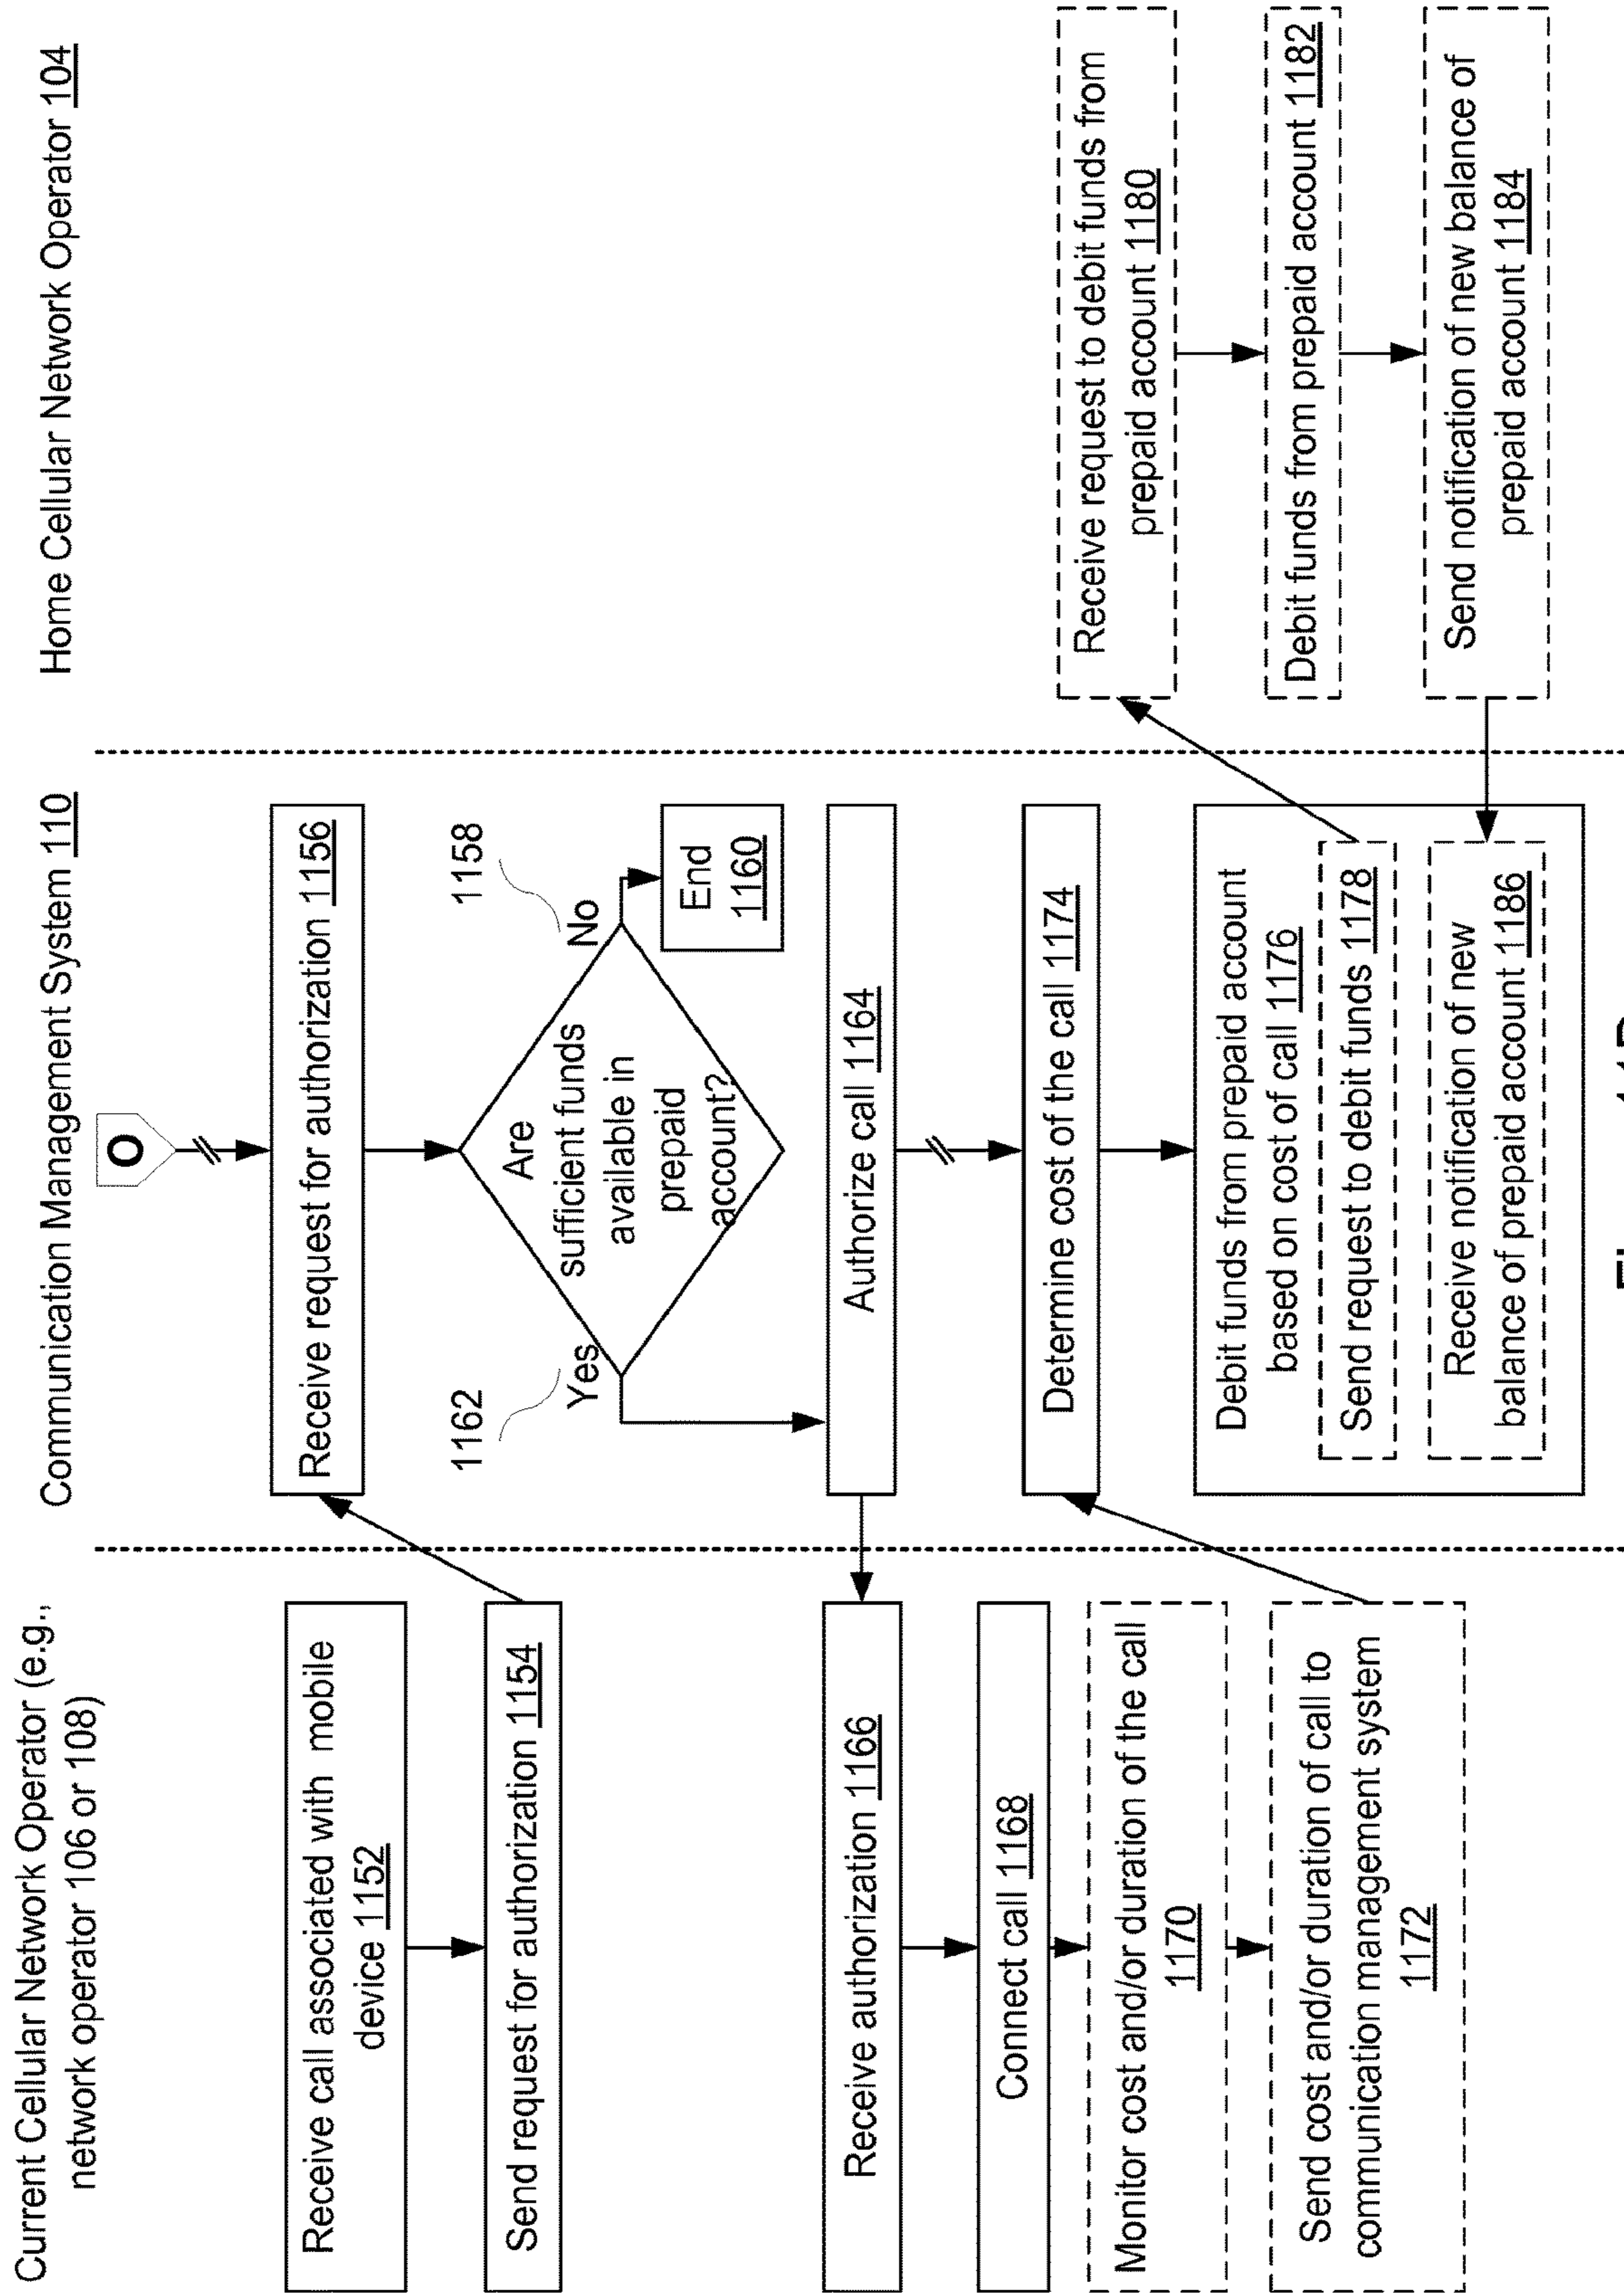 Current Cellular Network Operator (e.g.,
network operator 106 or 108)
Communication Management System 110
Home Cellular Network Operator 104
O
Receive call associated with mobile
device 1152
Send request for authorization 1154
Receive request for authorization 1156
1162
Yes
Are
sufficient funds
available in
prepaid
account?
1158
No
End
1160
Authorize call 1164
Receive authorization 1166
Connect call 1168
Monitor cost and/or duration of the call
1170
Send cost and/or duration of call to
communication management system
1172
Determine cost of the call 1174
Debit funds from prepaid account
based on cost of call 1176
Send request to debit funds 1178
Receive request to debit funds from
prepaid account 1180
Debit funds from prepaid account 1182
Send notification of new balance of
prepaid account 1184
Receive notification of new
balance of prepaid account 1186